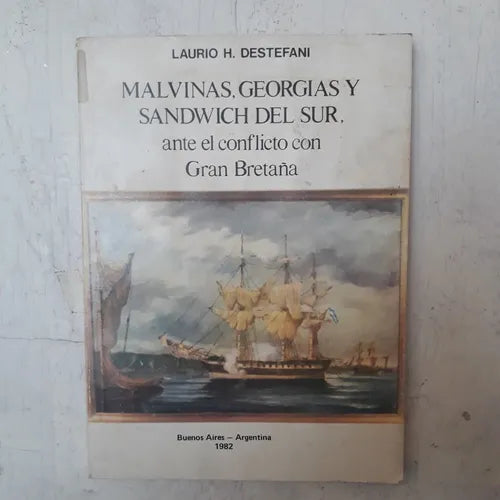 LAURIO H. DESTEFANI
MALVINAS, GEORGIAS Y
SANDWICH DEL SUR,
ante el conflicto con
Gran Bretaña
Buenos Aires — Argentina
1982